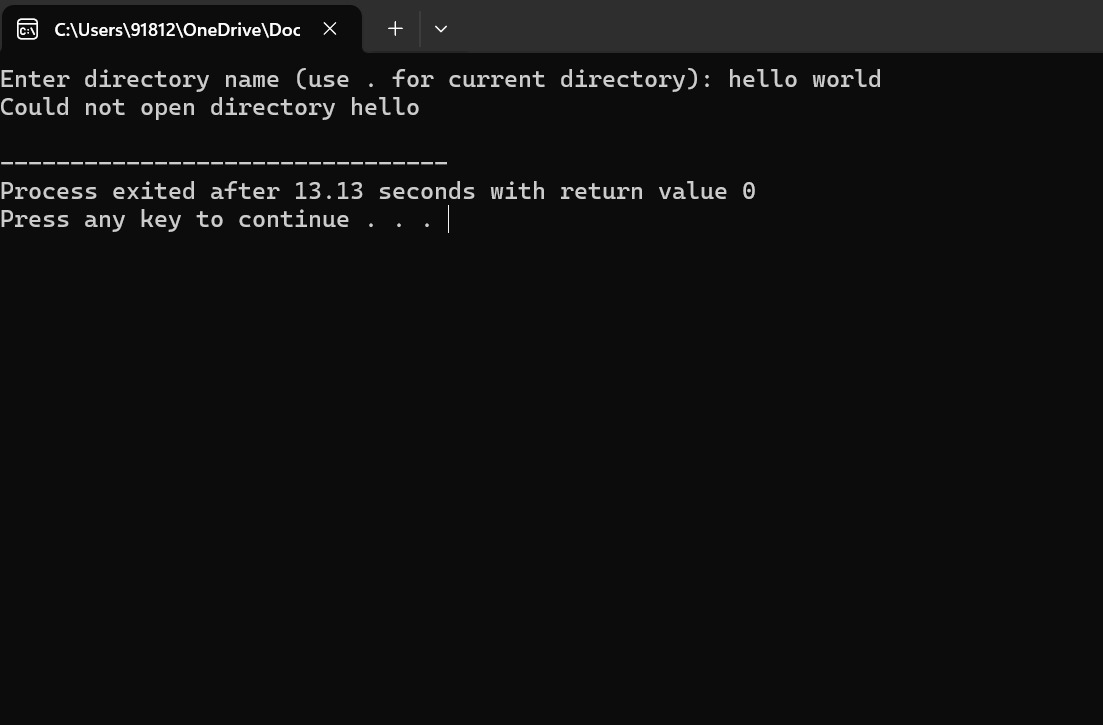 C:\Users\91812\OneDrive\Doc
Enter directory name (use . for current directory): hello world
Could not open directory hello
--------------------------------
Process exited after 13.13 seconds with return value 0
Press any key to continue . . .